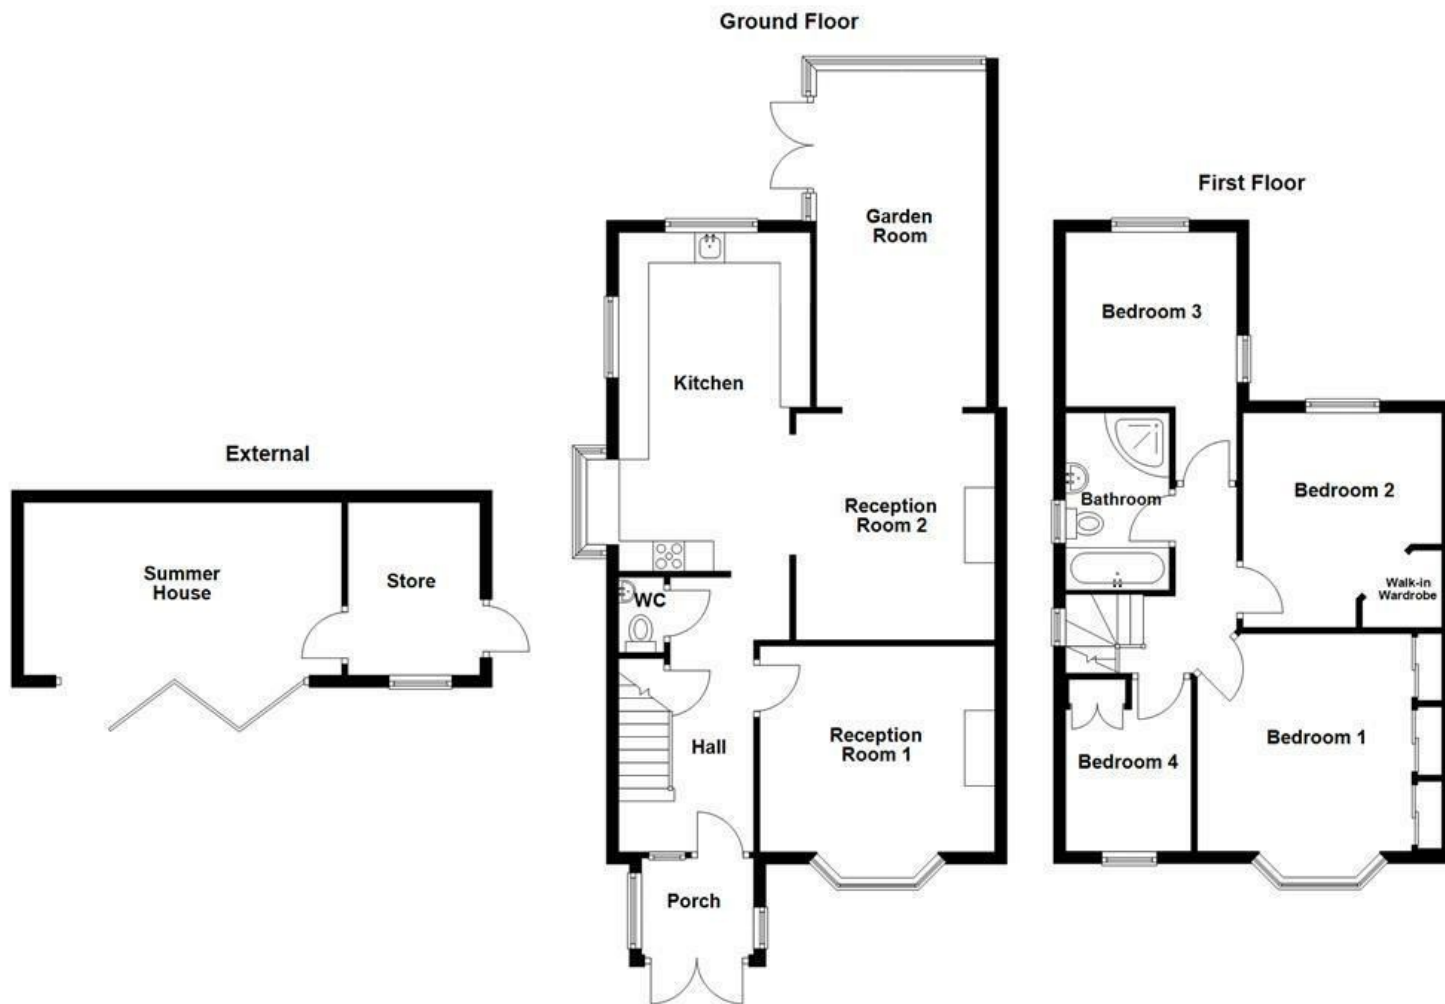 Ground Floor
Garden
Room
Kitchen
Reception
Room 2
WC
Hall
Reception
Room 1
Porch
First Floor
Bedroom 3
Bathroom
Bedroom 2
Walk-in
Wardrobe
Bedroom 1
Bedroom 4
External
Summer
House
Store